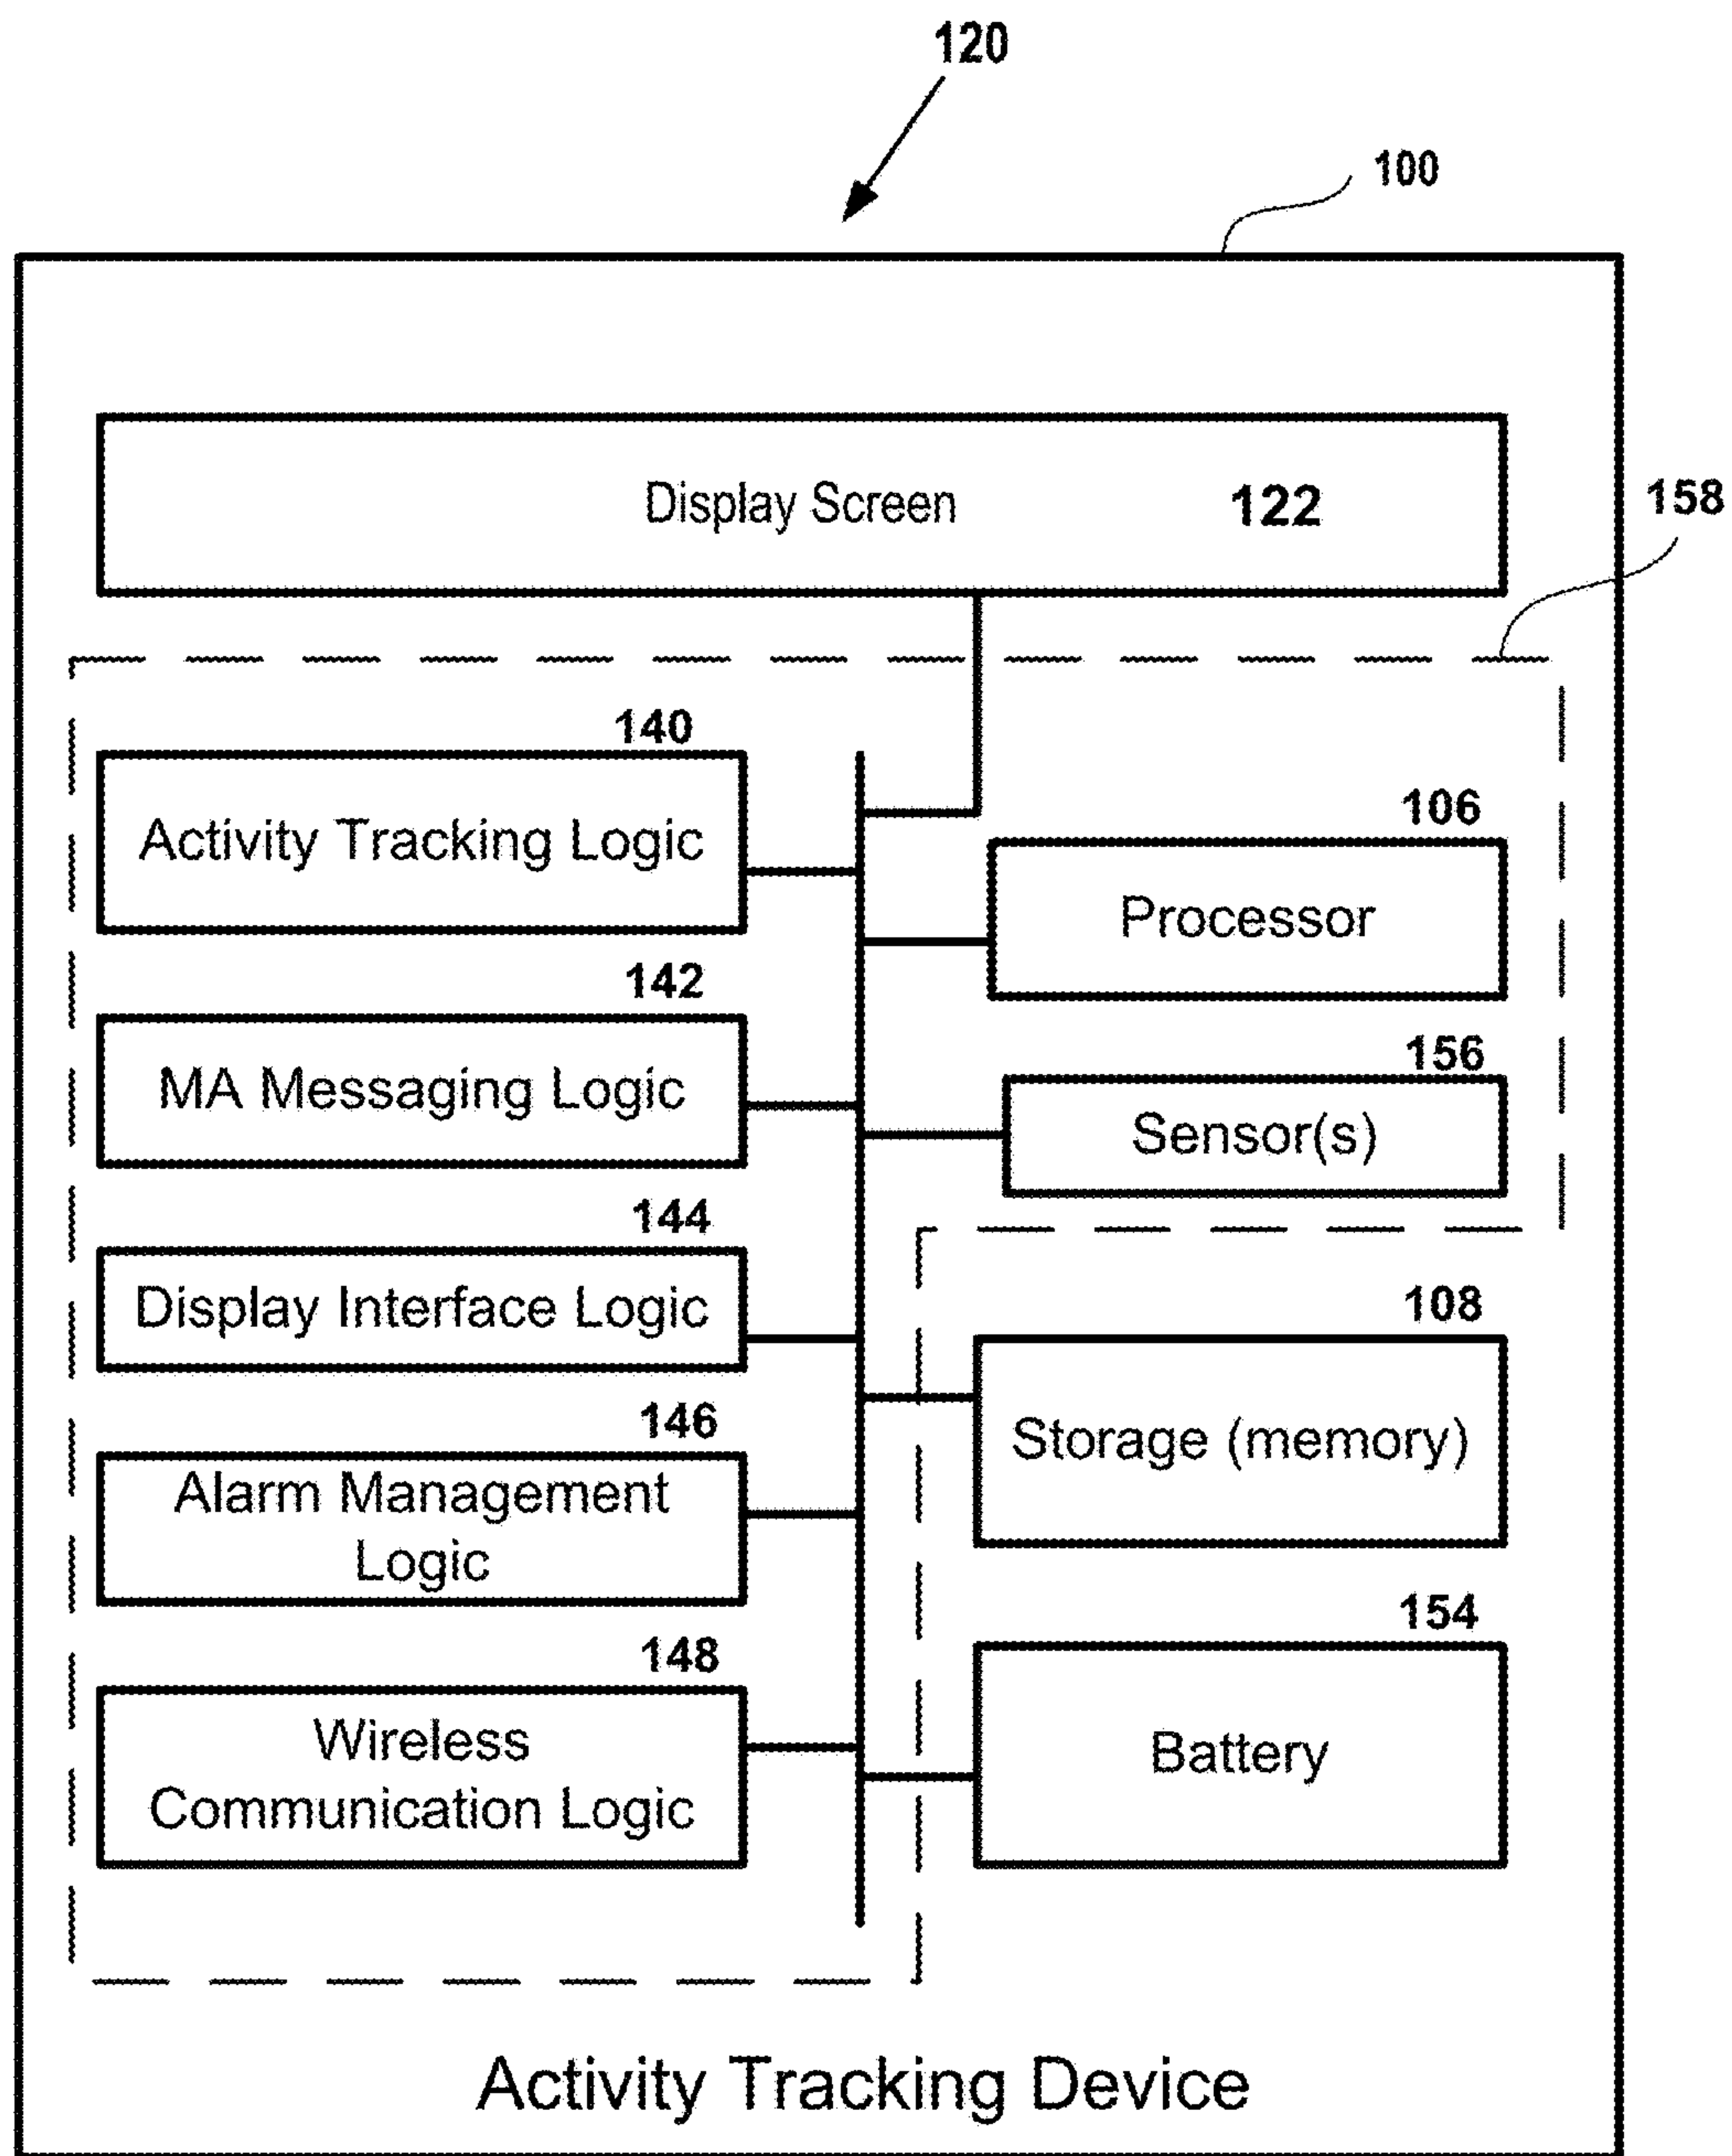 120
100
Display Screen 122
158
140
Activity Tracking Logic
106
Processor
142
MA Messaging Logic
156
Sensor(s)
144
Display Interface Logic
108
Storage (memory)
146
Alarm Management
Logic
154
Battery
148
Wireless
Communication Logic
Activity Tracking Device